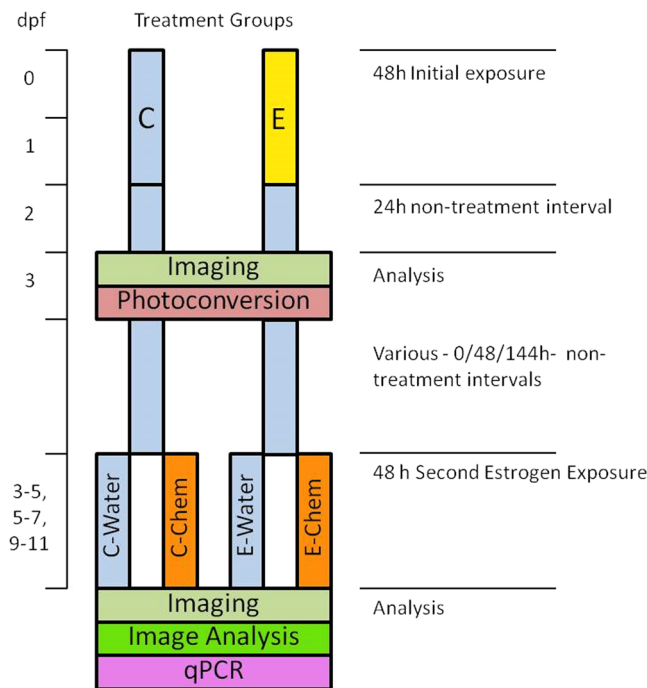 dpf
Treatment Groups
0
C
E
48h Initial exposure
1
2
24h non-treatment interval
3
Imaging
Analysis
Photoconversion
Various - 0/48/144h- non-
treatment intervals
3-5,
5-7,
9-11
C-Water
C-Chem
E-Water
E-Chem
48 h Second Estrogen Exposure
Imaging
Analysis
Image Analysis
qPCR